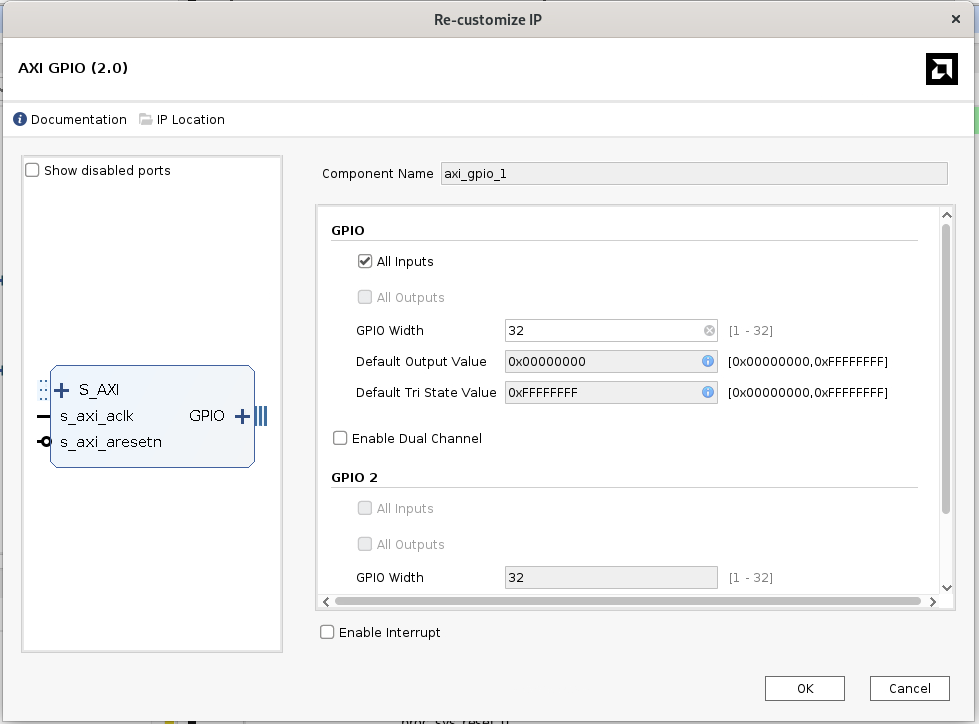 Re-customize IP
AXI GPIO (2.0)
Documentation IP Location
Show disabled ports
S_AXI
s_axi_aclk GPIO
s_axi_aresetn
Component Name axi_gpio_1
GPIO
All Inputs
All Outputs
GPIO Width 32 [1 - 32]
Default Output Value 0x00000000 [0x00000000,0xFFFFFFFF]
Default Tri State Value 0xFFFFFFFF [0x00000000,0xFFFFFFFF]
Enable Dual Channel
GPIO 2
All Inputs
All Outputs
GPIO Width 32 [1 - 32]
Enable Interrupt
OK Cancel